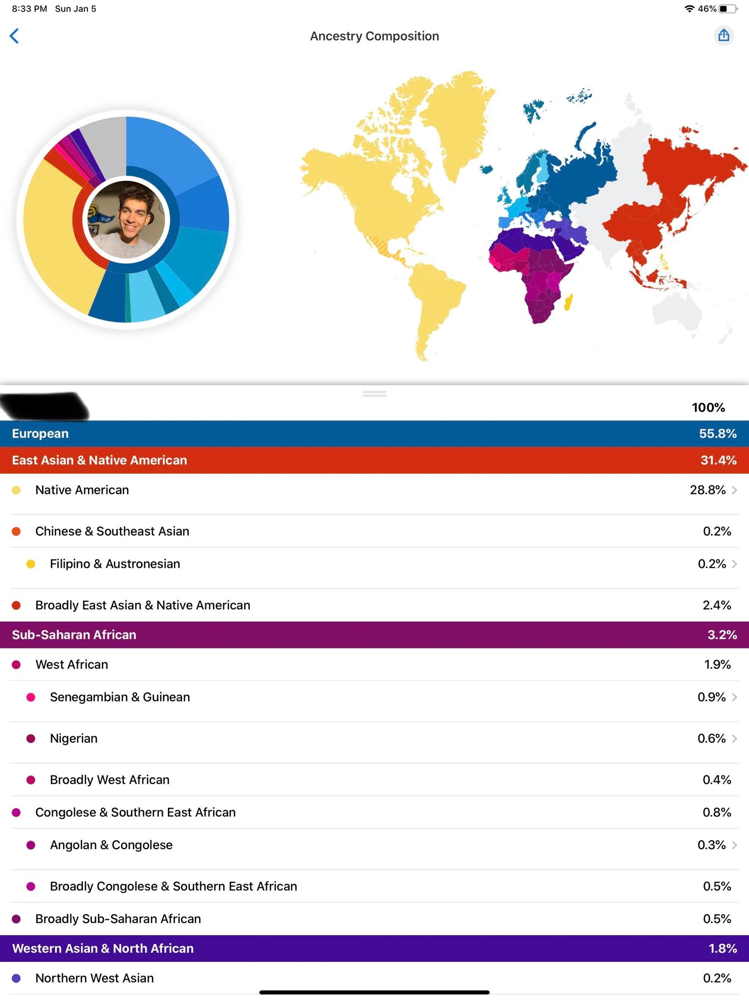 8:33 PM Sun Jan 5 46%
Ancestry Composition
100%
European 55.8%
East Asian & Native American 31.4%
Native American 28.8%
Chinese & Southeast Asian 0.2%
Filipino & Austronesian 0.2%
Broadly East Asian & Native American 2.4%
Sub-Saharan African 3.2%
West African 1.9%
Senegambian & Guinean 0.9%
Nigerian 0.6%
Broadly West African 0.4%
Congolese & Southern East African 0.8%
Angolan & Congolese 0.3%
Broadly Congolese & Southern East African 0.5%
Broadly Sub-Saharan African 0.5%
Western Asian & North African 1.8%
Northern West Asian 0.2%